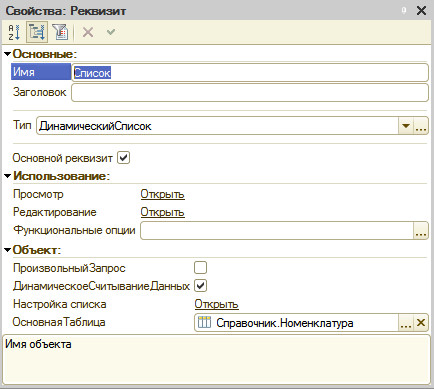 Свойства: Реквизит
Основные:
Имя Список
Заголовок
Тип ДинамическийСписок ...
Основной реквизит
Использование:
Просмотр Открыть
Редактирование Открыть
Функциональные опции ...
Объект:
ПроизвольныйЗапрос
ДинамическоеСчитываниеДанных
Настройка списка Открыть
ОсновнаяТаблица Справочник.Номенклатура ...
Имя объекта